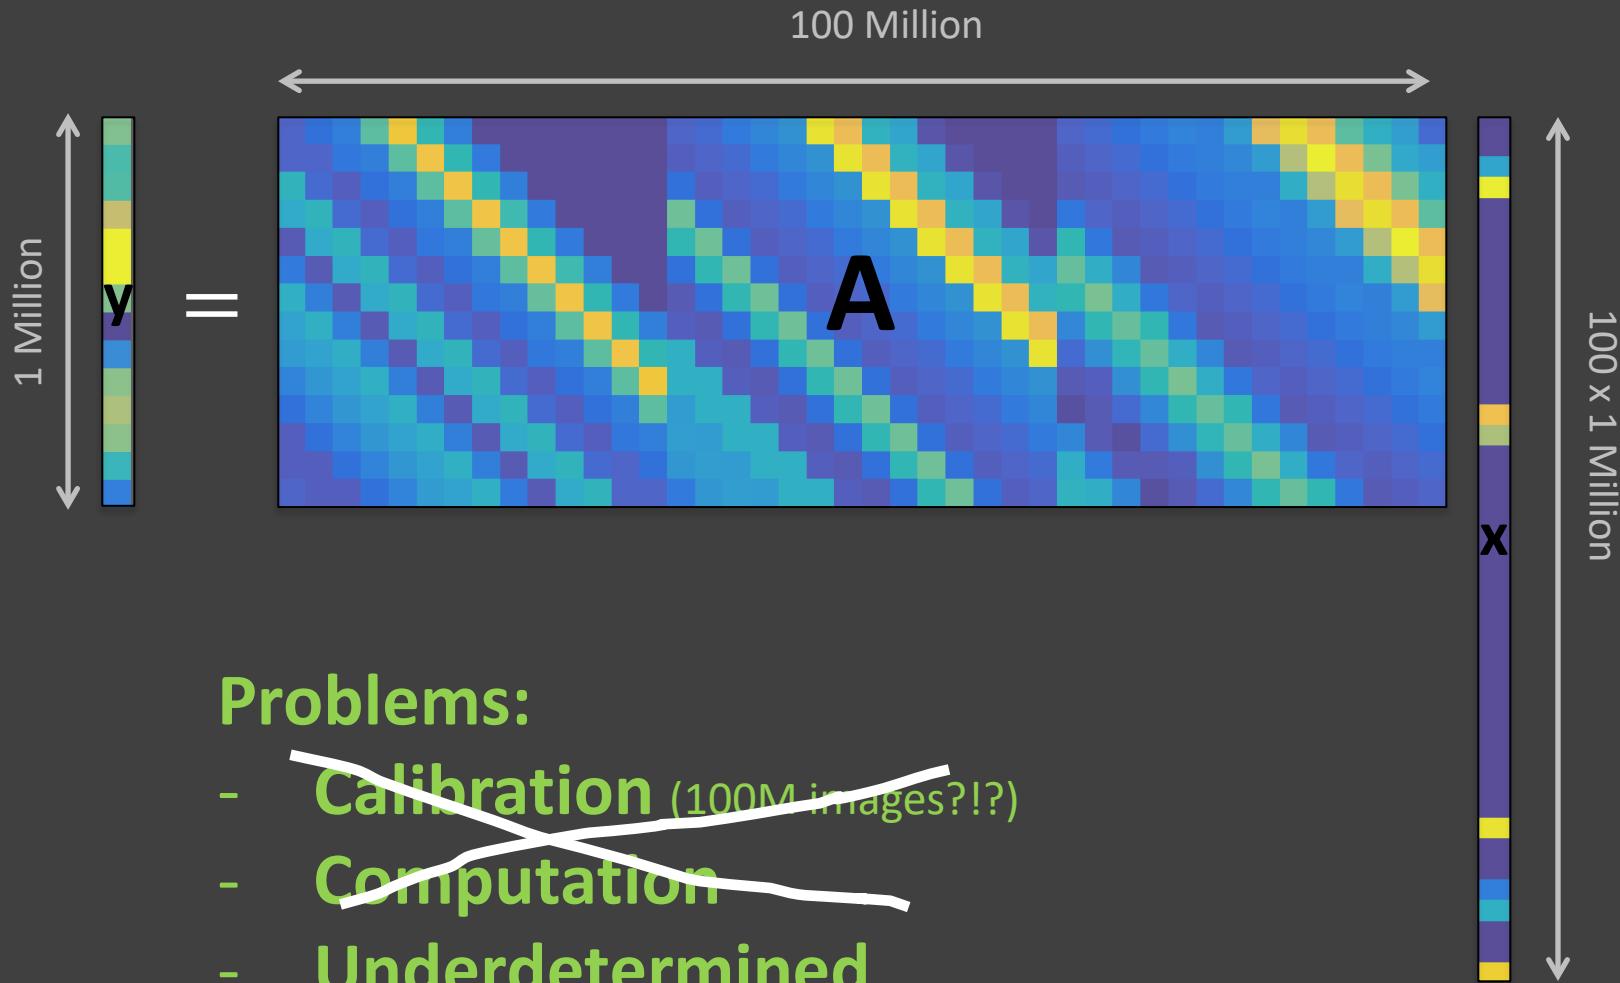 100 Million
1 Million
y
=
A
x
100 x 1 Million
Problems:
- Calibration (100M images?!?)
- Computation
- Underdetermined